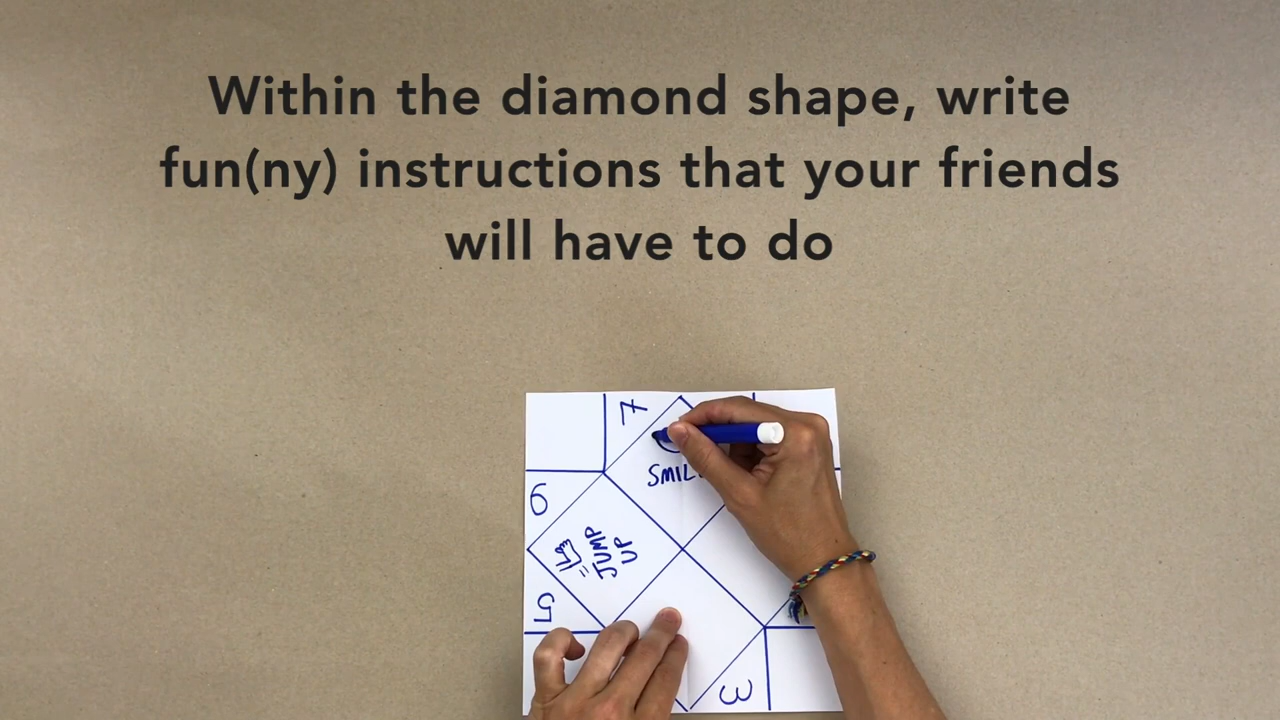 Within the diamond shape, write
fun(ny) instructions that your friends
will have to do
7
SMIL
6
JUMP
UP
5
3